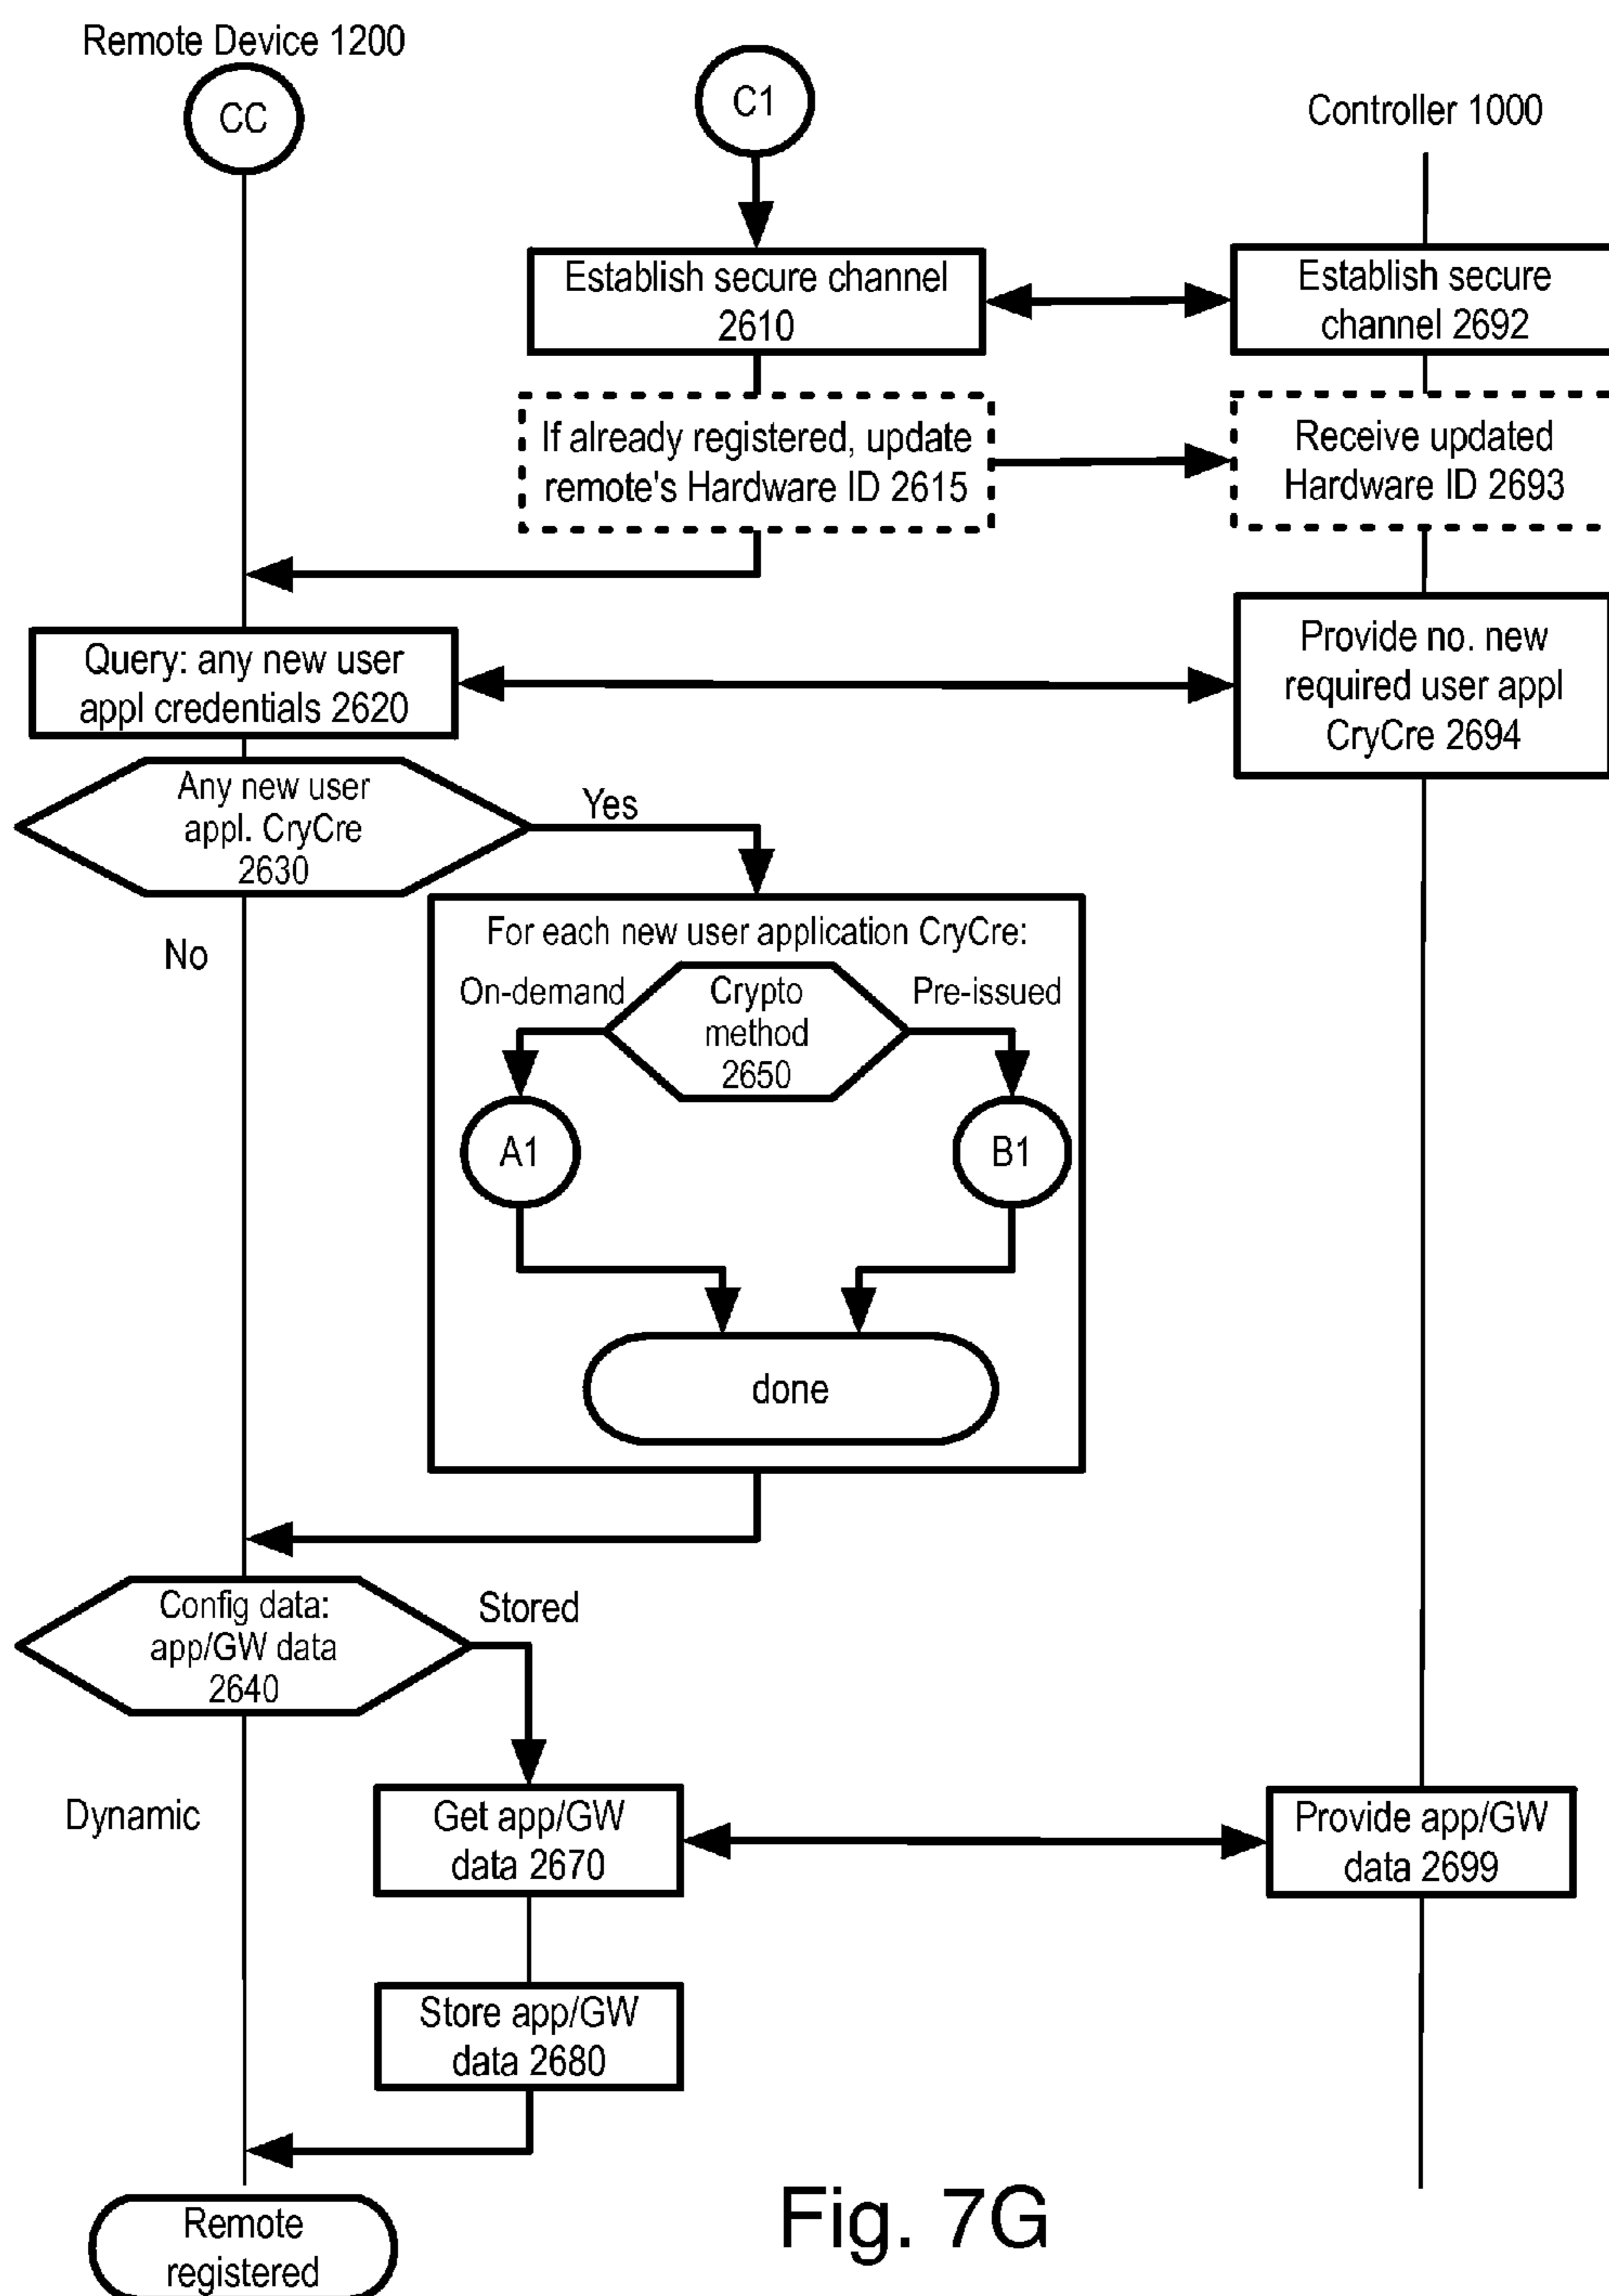 Remote Device 1200
CC
C1
Controller 1000
Establish secure channel
2610
Establish secure
channel 2692
If already registered, update
remote's Hardware ID 2615
Receive updated
Hardware ID 2693
Query: any new user
appl credentials 2620
Provide no. new
required user appl
CryCre 2694
Any new user
appl. CryCre
2630
Yes
No
For each new user application CryCre:
On-demand
Crypto
method
2650
Pre-issued
A1
B1
done
Config data:
app/GW data
2640
Stored
Dynamic
Get app/GW
data 2670
Provide app/GW
data 2699
Store app/GW
data 2680
Remote
registered
Fig. 7G